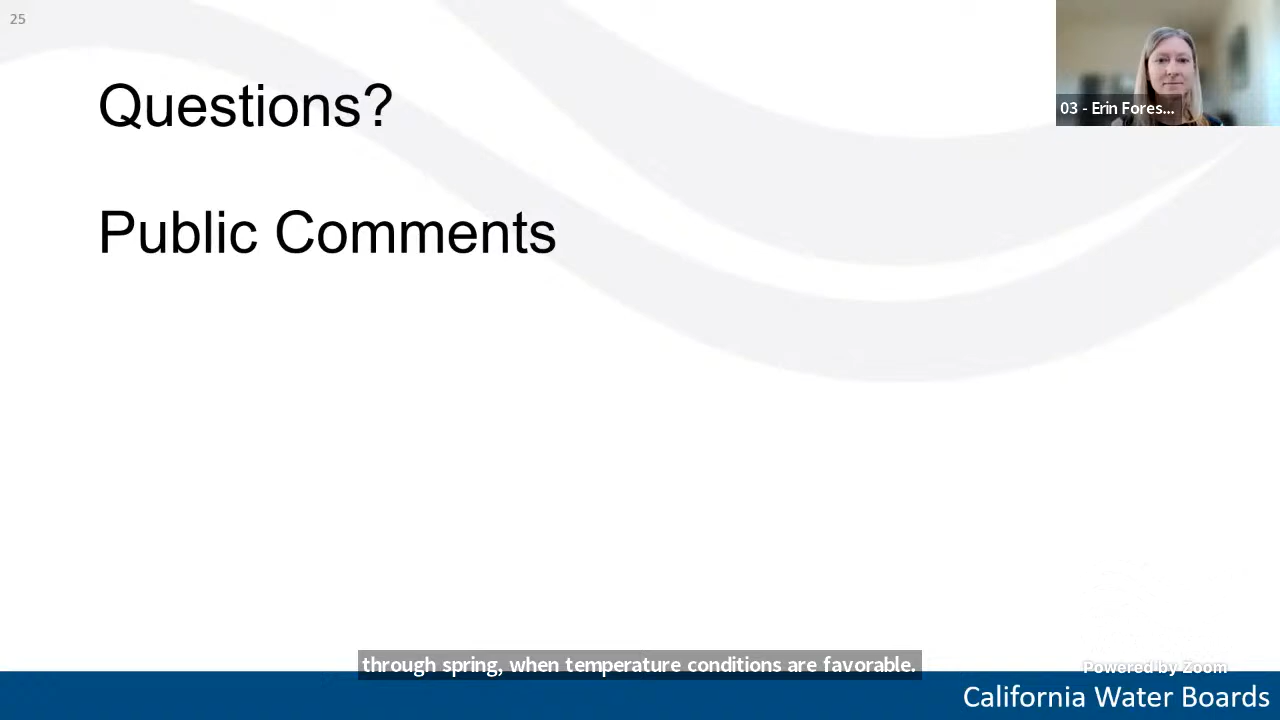 25
Questions?
03 - Erin Fores...
Public Comments
through spring, when temperature conditions are favorable.
Powered by Zoom
California Water Boards